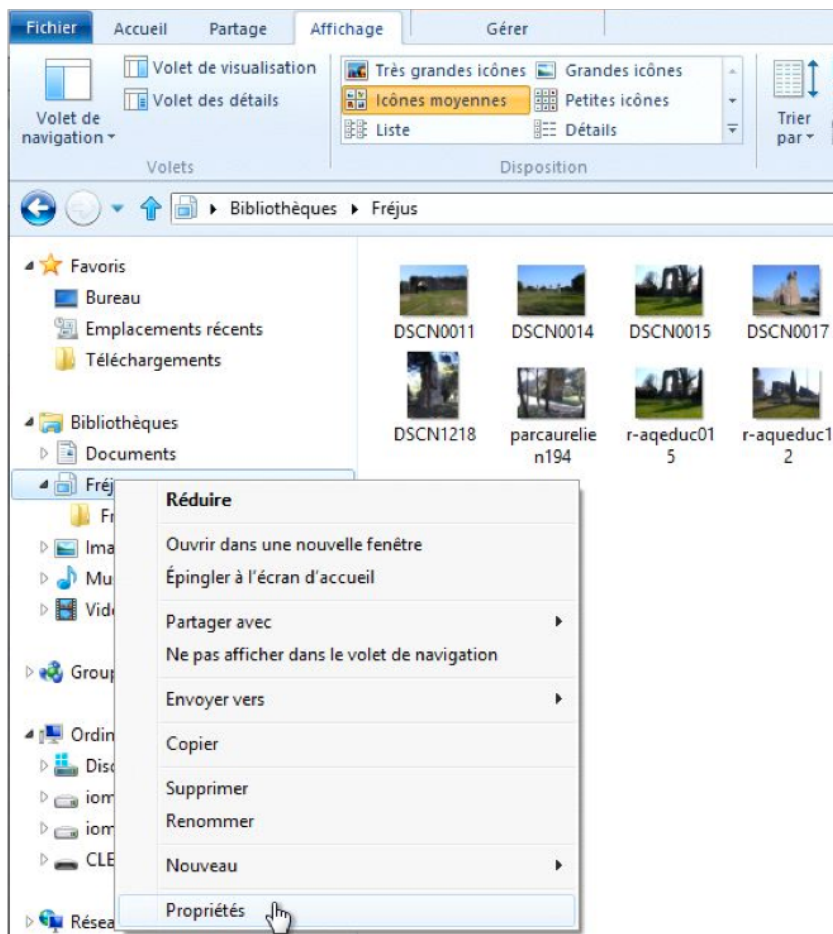 Fichier Accueil Partage Affichage Gérer
Volet de navigation
Volet de visualisation
Volet des détails
Volets
Très grandes icônes Grandes icônes
Icônes moyennes Petites icônes
Liste Détails
Disposition
Trier par
Bibliothèques Fréjus
Favoris
Bureau
Emplacements récents
Téléchargements
Bibliothèques
Documents
Fréj
Fr
Ima
Mu
Vid
Group
Ordin
Disc
iom
iom
CLE
Résea
DSCN0011 DSCN0014 DSCN0015 DSCN0017
DSCN1218 parcaurelie r-aqeduc01 r-aqueduc1
n194 5 2
Réduire
Ouvrir dans une nouvelle fenêtre
Épingler à l'écran d'accueil
Partager avec
Ne pas afficher dans le volet de navigation
Envoyer vers
Copier
Supprimer
Renommer
Nouveau
Propriétés